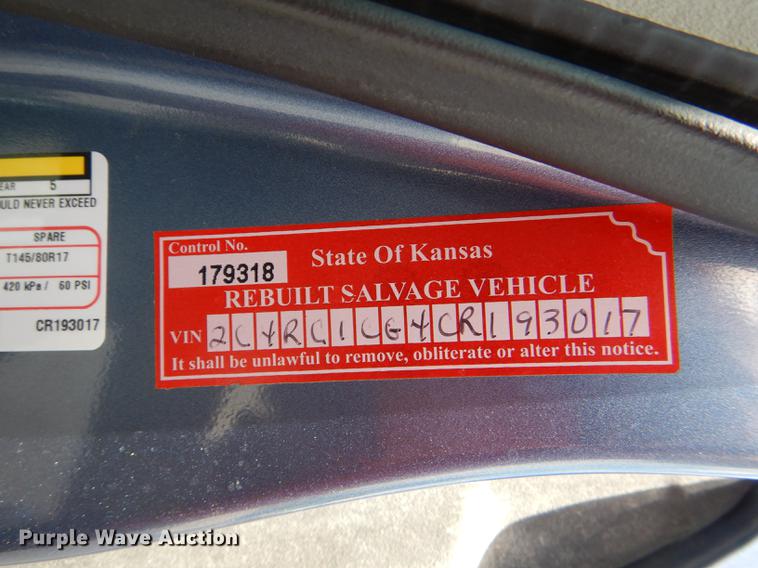 EAR 5
ULD NEVER EXCEED
SPARE
T145/80R17
420 kPa / 60 PSI
CR193017
Control No.
179318
State Of Kansas
REBUILT SALVAGE VEHICLE
VIN 2C4RC1CG4CR193017
It shall be unlawful to remove, obliterate or alter this notice.
Purple Wave Auction®